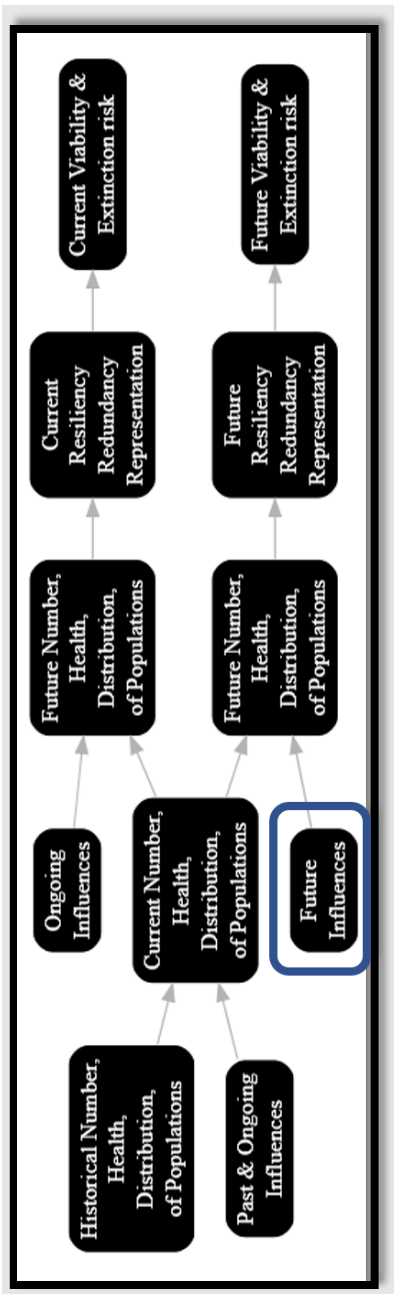 Historical Number,
Health,
Distribution,
of Populations
Past & Ongoing
Influences
Ongoing
Influences
Current Number,
Health,
Distribution,
of Populations
Future
Influences
Future Number,
Health,
Distribution,
of Populations
Future Number,
Health,
Distribution,
of Populations
Current
Resiliency
Redundancy
Representation
Future
Resiliency
Redundancy
Representation
Current Viability &
Extinction risk
Future Viability &
Extinction risk